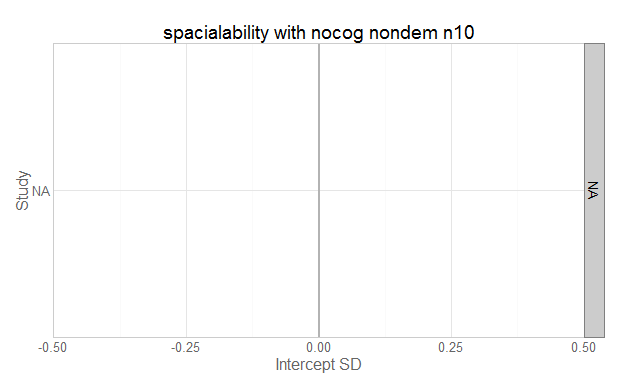 spacialability with nocog nondem n10
Study
NA
NA
-0.50
-0.25
0.00
0.25
0.50
Intercept SD